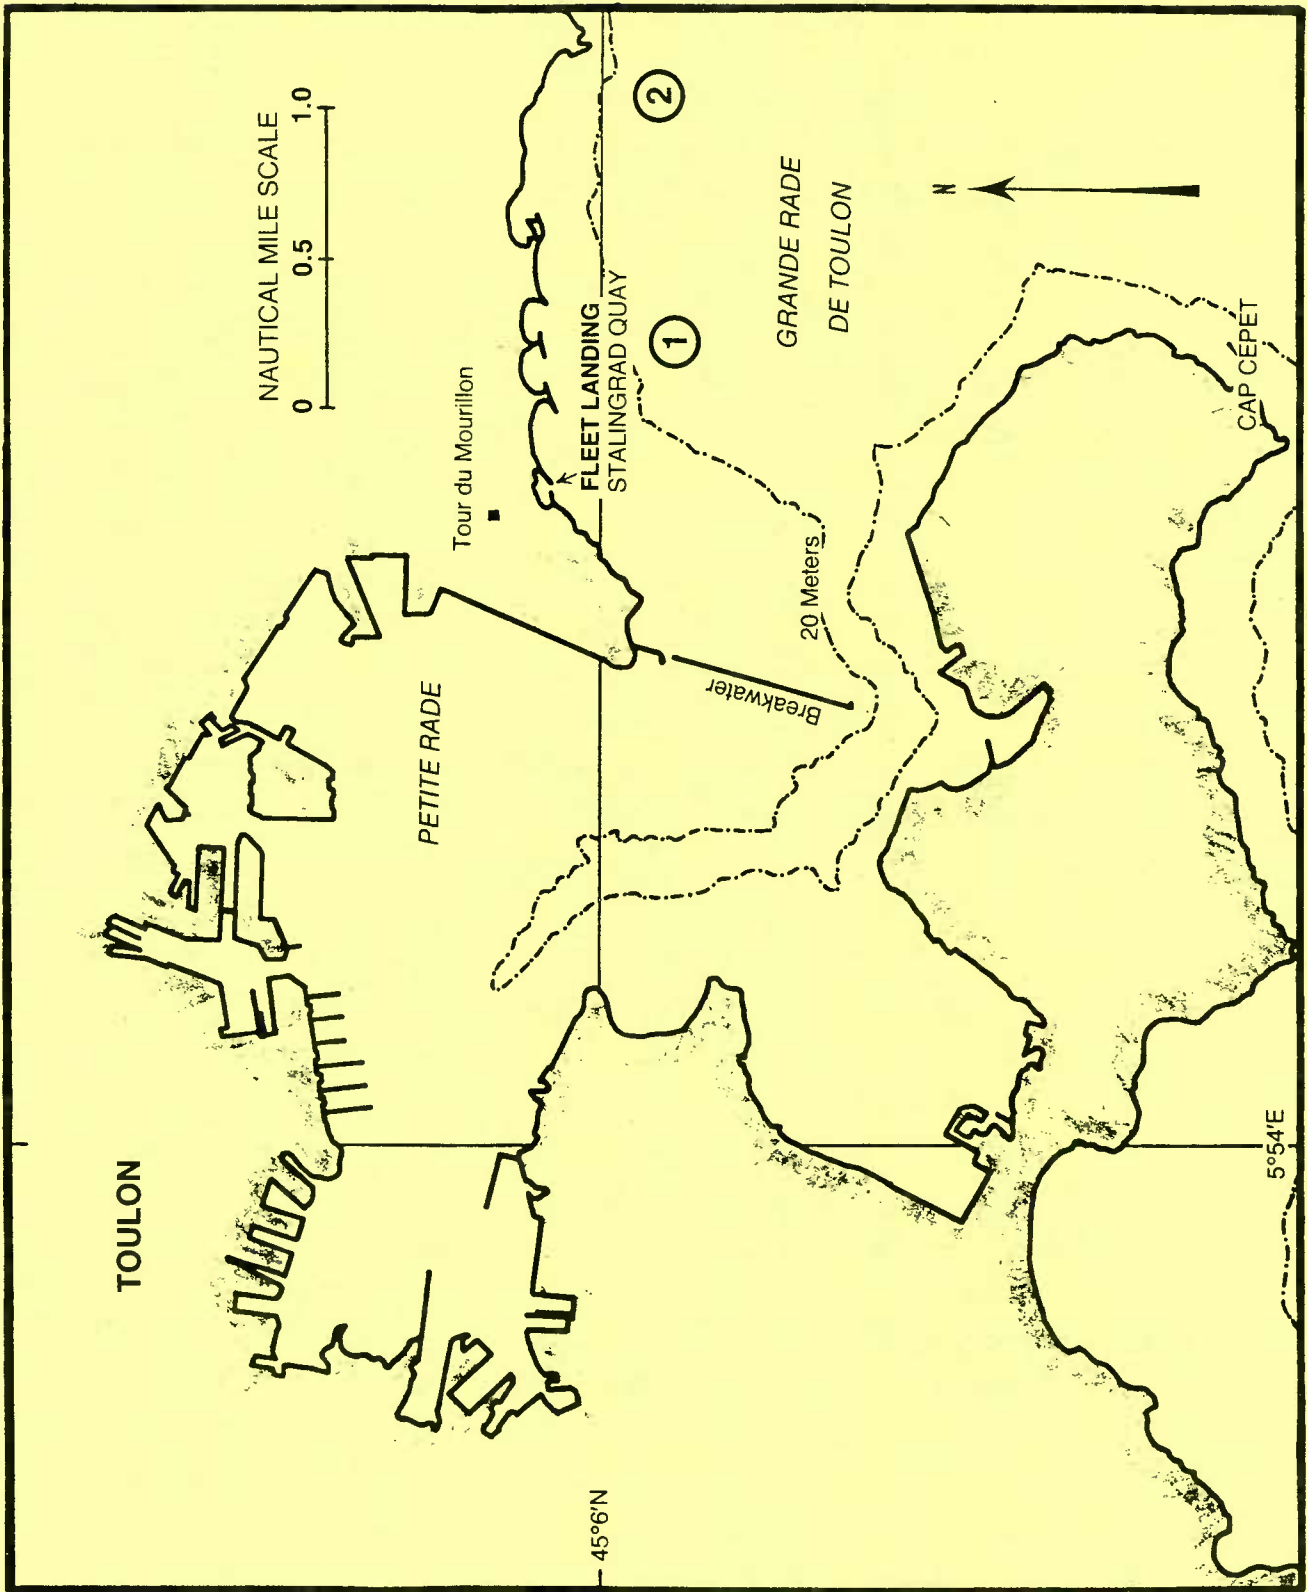 TOULON
NAUTICAL MILE SCALE
0 0.5 1.0
Tour du Mourillon
PETITE RADE
FLEET LANDING
STALINGRAD QUAY
1
2
45°6'N
Breakwater
20 Meters
GRANDE RADE
DE TOULON
N
CAP CEPET
5°54'E